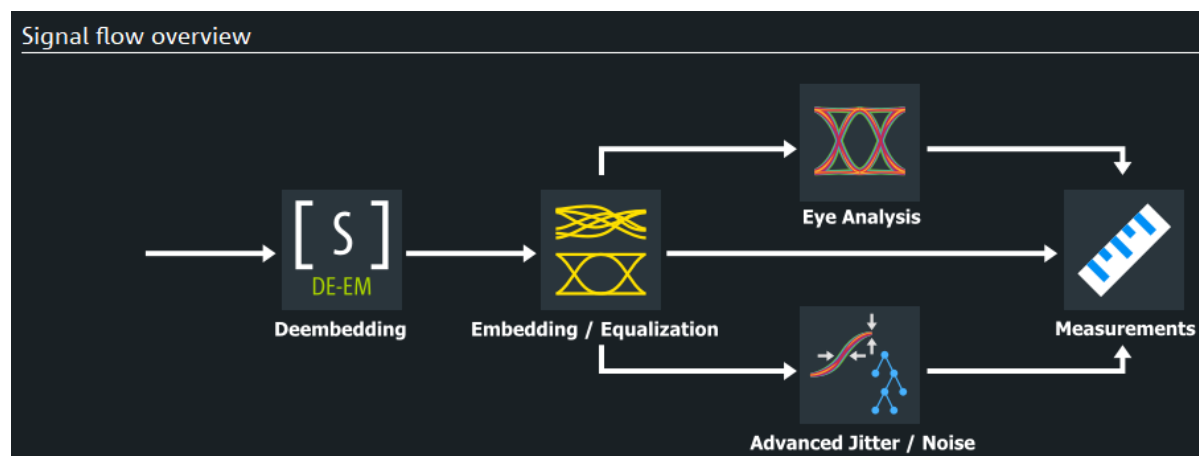 Signal flow overview
Eye Analysis
[ S ]
DE-EM
Deembedding
Embedding / Equalization
Measurements
Advanced Jitter / Noise